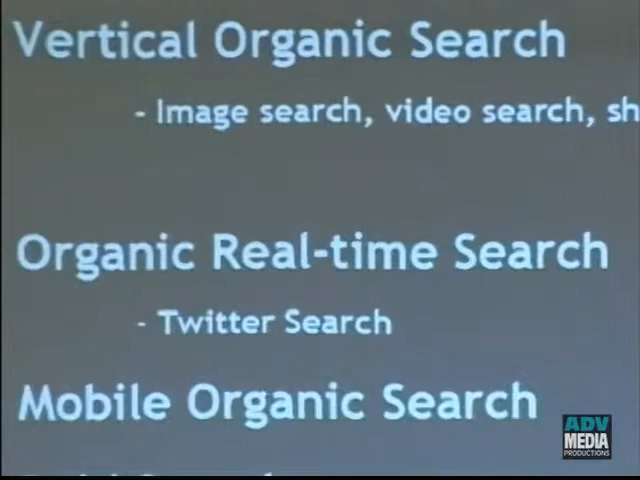 Vertical Organic Search
- Image search, video search, sh
Organic Real-time Search
- Twitter Search
Mobile Organic Search
ADV
MEDIA
PRODUCTIONS